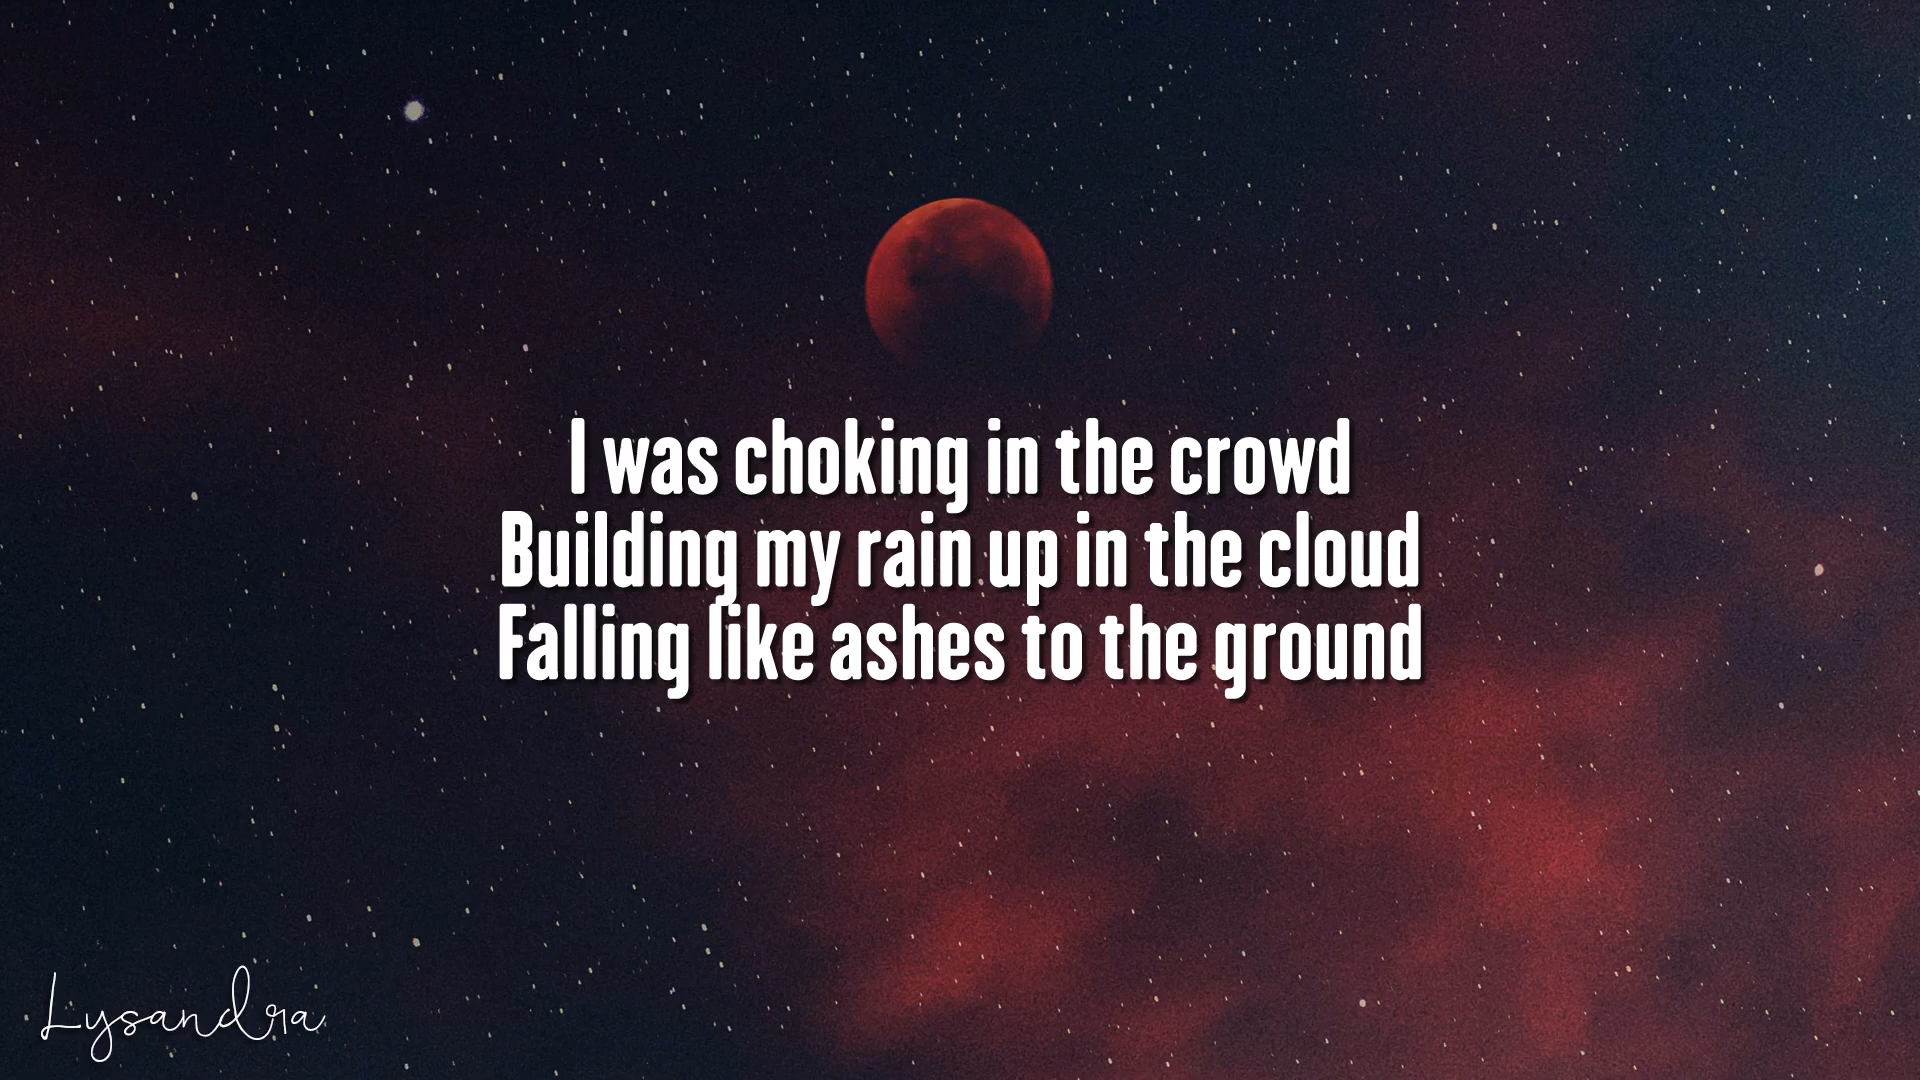 I was choking in the crowd
Building my rain up in the cloud
Falling like ashes to the ground
Lysandra